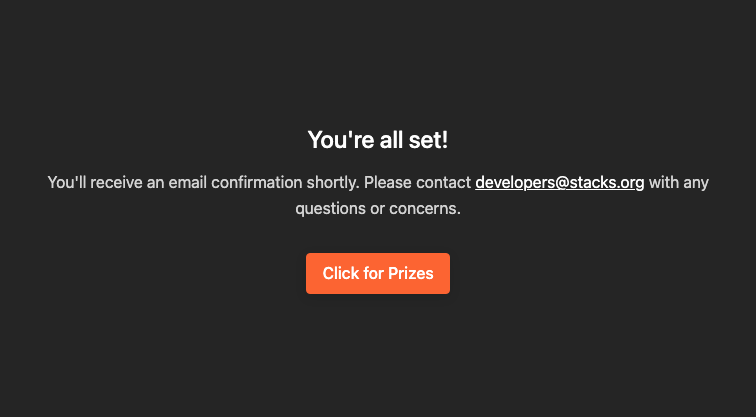 You're all set!
You'll receive an email confirmation shortly. Please contact developers@stacks.org with any
questions or concerns.
Click for Prizes